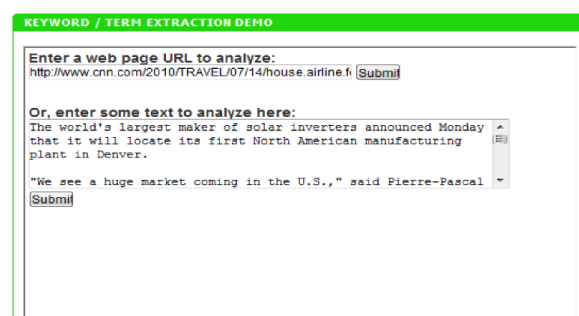 KEYWORD / TERM EXTRACTION DEMO
Enter a web page URL to analyze:
http://www.cnn.com/2010/TRAVEL/07/14/house.airline.f Submit
Or, enter some text to analyze here:
The world's largest maker of solar inverters announced Monday
that it will locate its first North American manufacturing
plant in Denver.
"We see a huge market coming in the U.S.," said Pierre-Pascal
Submit